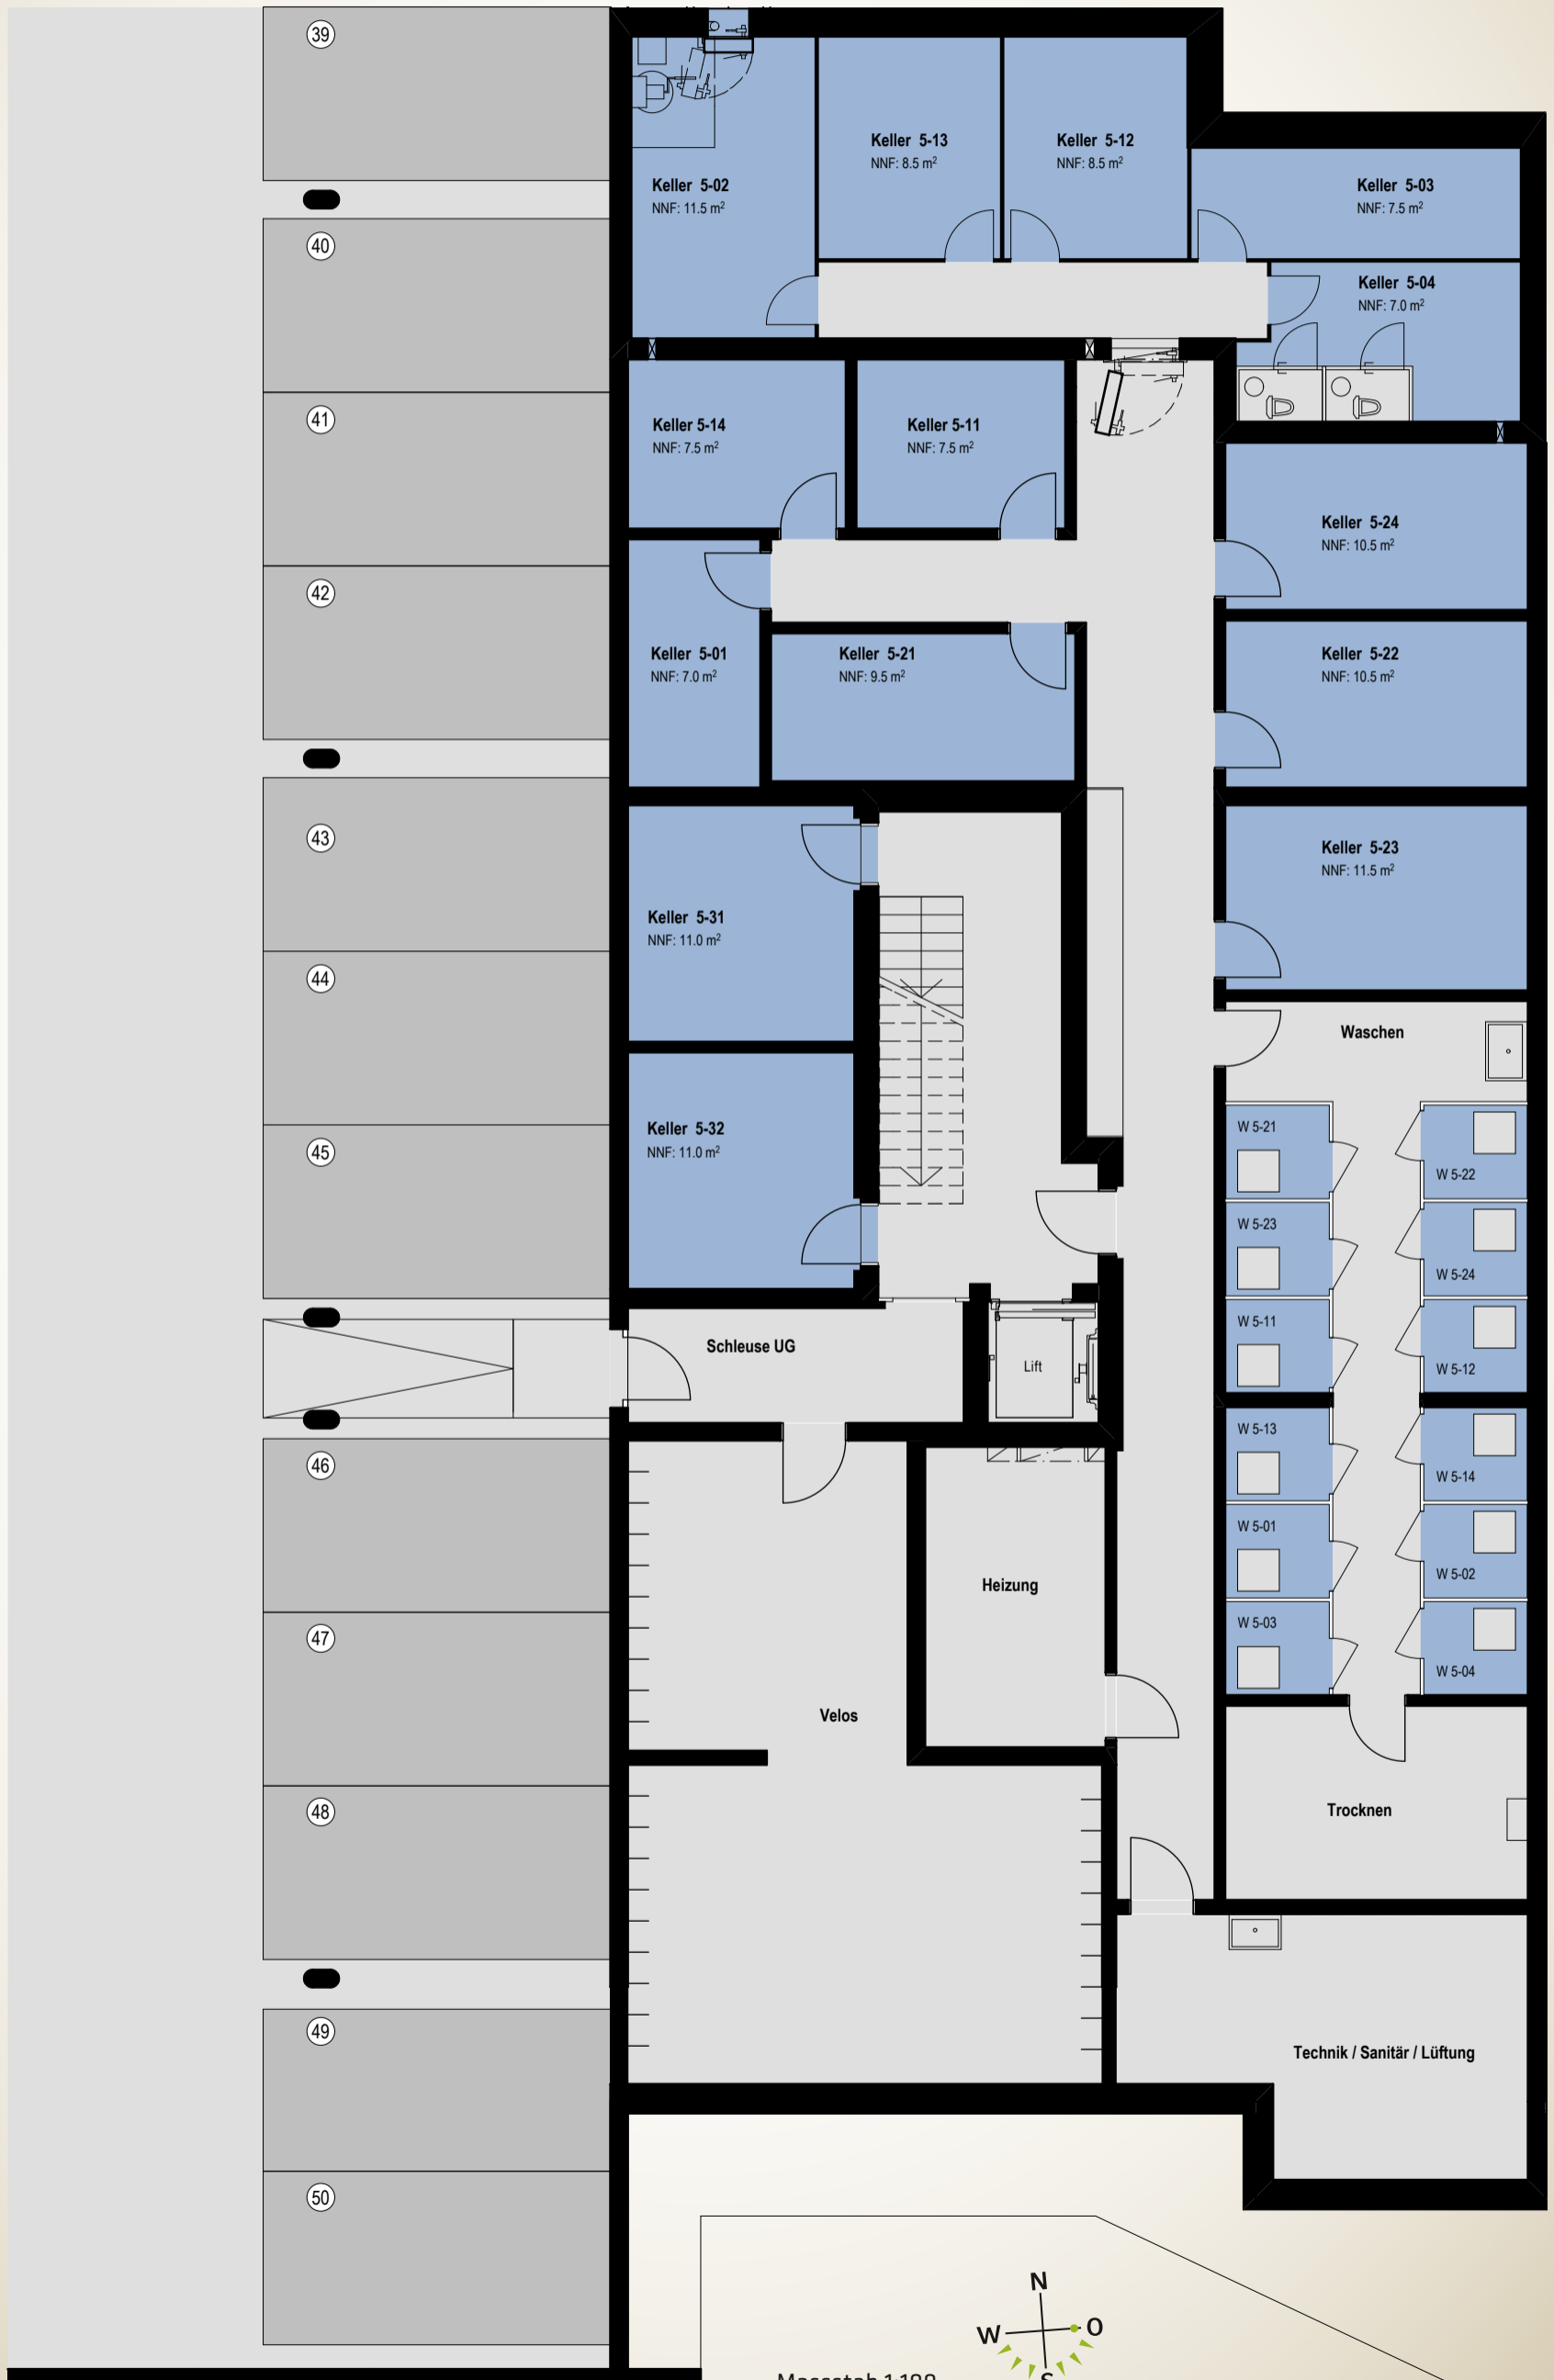 39
Keller 5-13
NNF: 8.5 m²
Keller 5-12
NNF: 8.5 m²
Keller 5-02
NNF: 11.5 m²
Keller 5-03
NNF: 7.5 m²
40
Keller 5-04
NNF: 7.0 m²
41
Keller 5-14
NNF: 7.5 m²
Keller 5-11
NNF: 7.5 m²
Keller 5-24
NNF: 10.5 m²
42
Keller 5-01
NNF: 7.0 m²
Keller 5-21
NNF: 9.5 m²
Keller 5-22
NNF: 10.5 m²
43
Keller 5-23
NNF: 11.5 m²
Keller 5-31
NNF: 11.0 m²
44
Waschen
45
Keller 5-32
NNF: 11.0 m²
W 5-21
W 5-22
W 5-23
W 5-24
W 5-11
W 5-12
Schleuse UG
Lift
W 5-13
W 5-14
46
W 5-01
W 5-02
Heizung
W 5-03
W 5-04
47
Velos
48
Trocknen
49
Technik / Sanitär / Lüftung
50
N
W
O
S